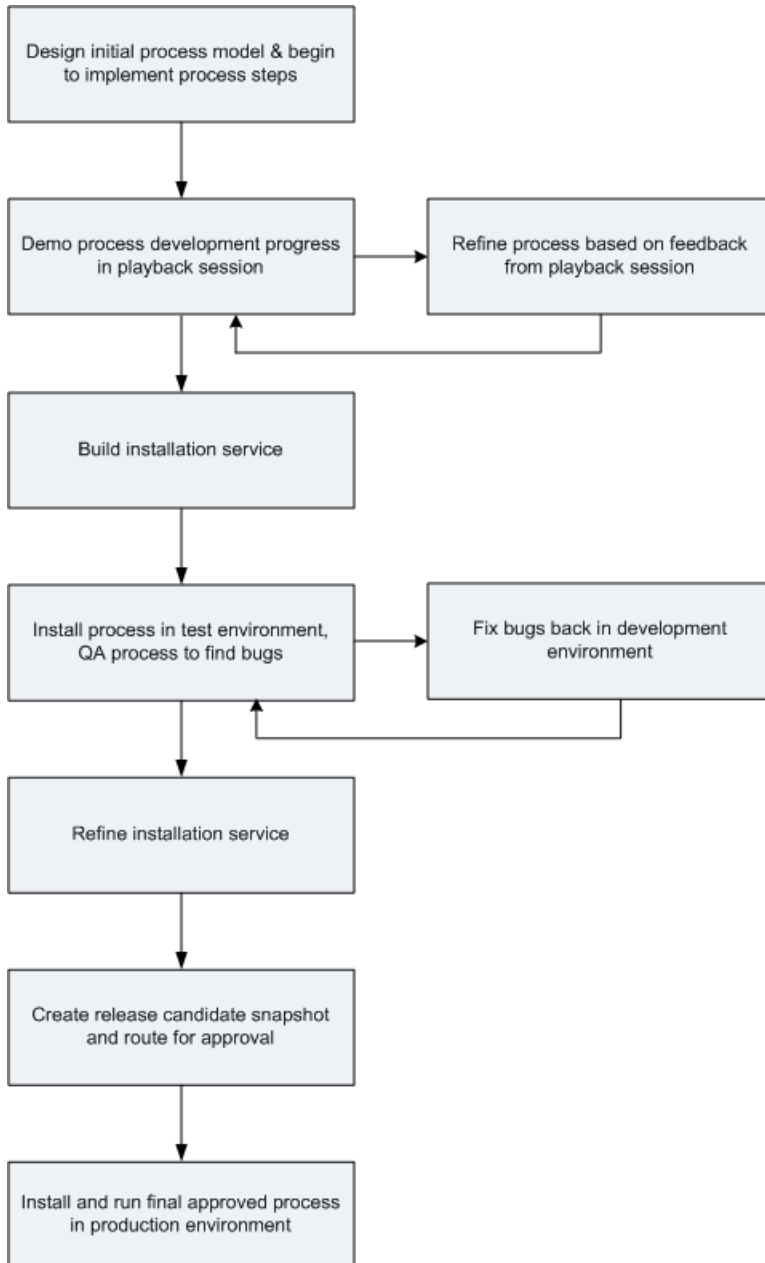 Design initial process model & begin
to implement process steps
Demo process development progress
in playback session
Refine process based on feedback
from playback session
Build installation service
Install process in test environment,
QA process to find bugs
Fix bugs back in development
environment
Refine installation service
Create release candidate snapshot
and route for approval
Install and run final approved process
in production environment